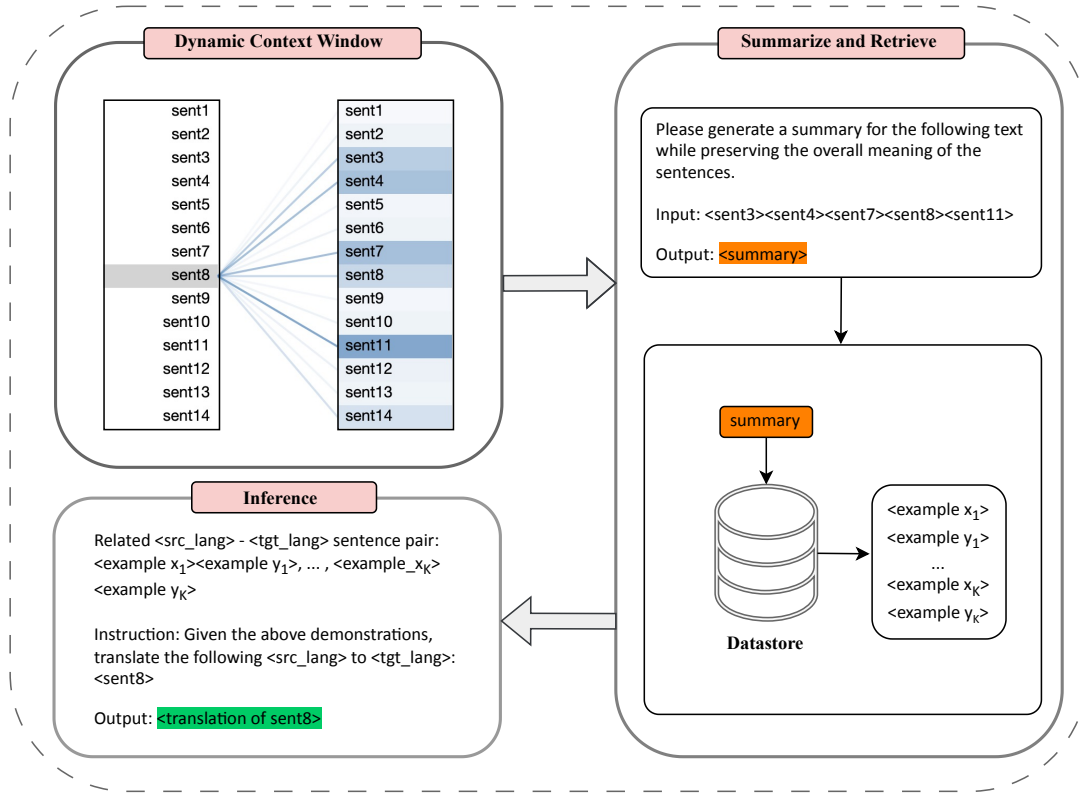 Dynamic Context Window
sent1
sent2
sent3
sent4
sent5
sent6
sent7
sent8
sent9
sent10
sent11
sent12
sent13
sent14
sent1
sent2
sent3
sent4
sent5
sent6
sent7
sent8
sent9
sent10
sent11
sent12
sent13
sent14
Summarize and Retrieve
Please generate a summary for the following text
while preserving the overall meaning of the
sentences.
Input: <sent3><sent4><sent7><sent8><sent11>
Output: <summary>
summary
Datastore
<example x1>
<example y1>
...
<example xK>
<example yK>
Inference
Related <src_lang> - <tgt_lang> sentence pair:
<example x1><example y1>, ... , <example_xK>
<example yK>
Instruction: Given the above demonstrations,
translate the following <src_lang> to <tgt_lang>:
<sent8>
Output: <translation of sent8>